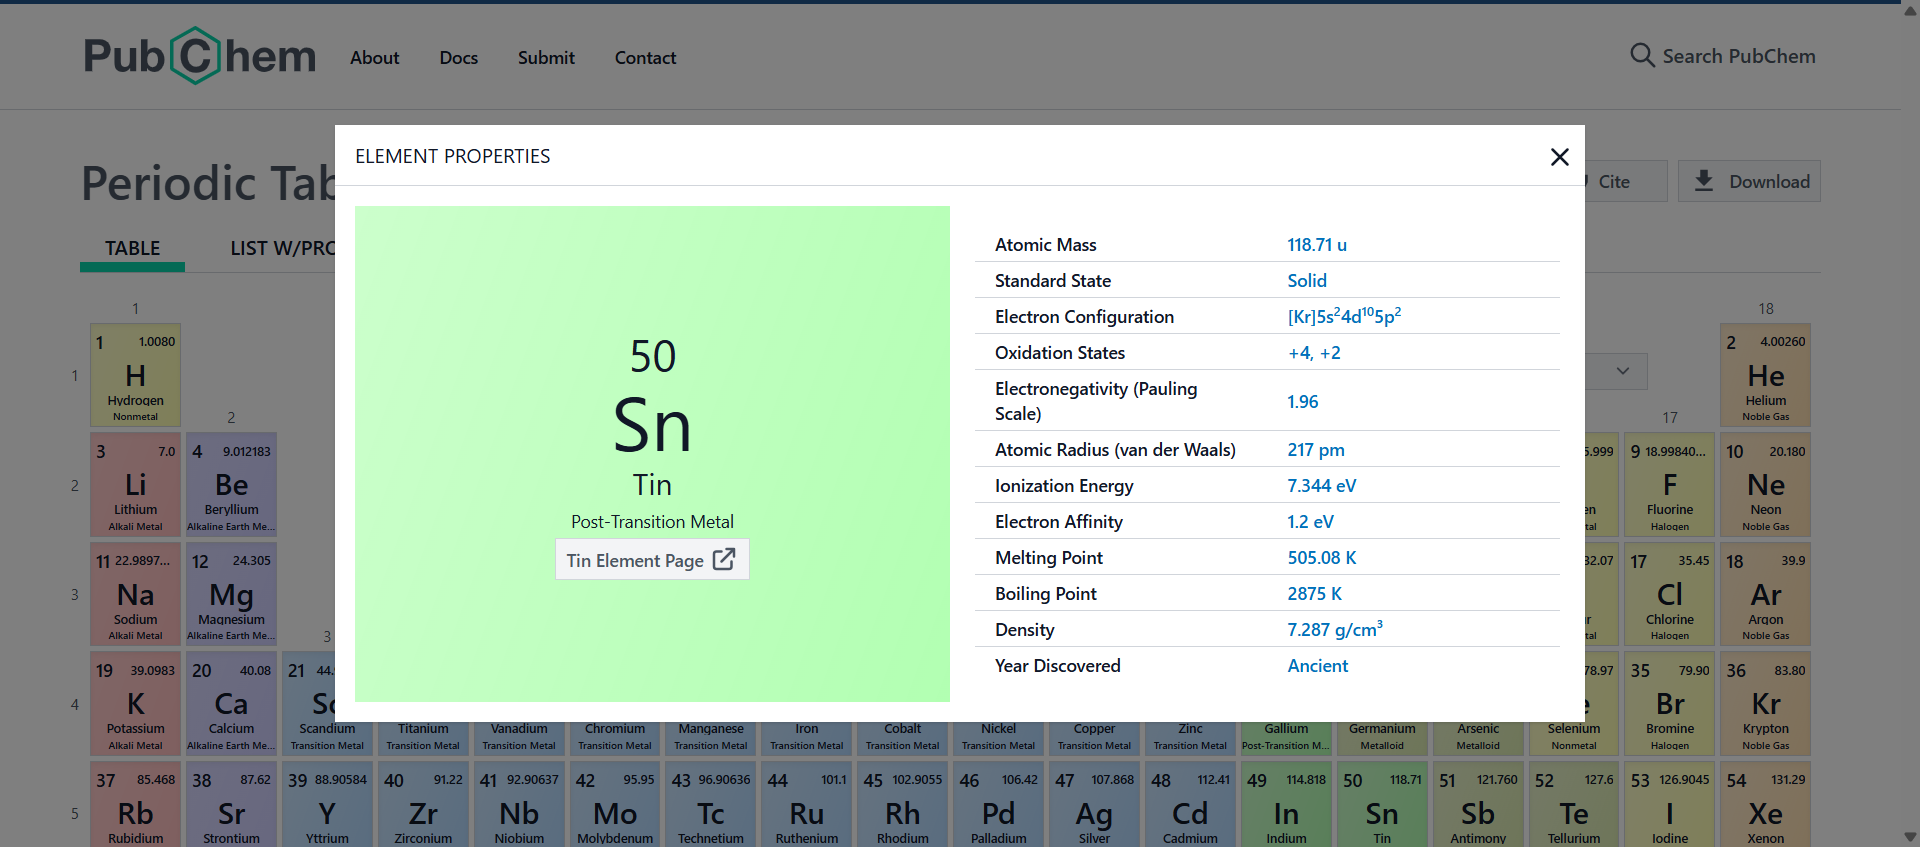 PubChem
About
Docs
Submit
Contact
Search PubChem
Periodic
Cite
Download
TABLE
ELEMENT PROPERTIES
50
Sn
Tin
Post-Transition Metal
Tin Element Page
Atomic Mass 118.71 u
Standard State Solid
Electron Configuration [Kr]5s²4d¹⁰5p²
Oxidation States +4, +2
Electronegativity (Pauling
Scale) 1.96
Atomic Radius (van der Waals) 217 pm
Ionization Energy 7.344 eV
Electron Affinity 1.2 eV
Melting Point 505.08 K
Boiling Point 2875 K
Density 7.287 g/cm³
Year Discovered Ancient
1
18
1 1.0080
H
Hydrogen
Nonmetal
1
2 4.00260
He
Helium
Noble Gas
2
17
3 7.0
Li
Lithium
Alkali Metal
4 9.012183
Be
Beryllium
Alkaline Earth Me...
2
9 18.99840...
F
Fluorine
Halogen
10 20.180
Ne
Neon
Noble Gas
11 22.9897...
Na
Sodium
Alkali Metal
12 24.305
Mg
Magnesium
Alkaline Earth Me...
3
17 35.45
Cl
Chlorine
Halogen
18 39.9
Ar
Argon
Noble Gas
3
19 39.0983
K
Potassium
Alkali Metal
20 40.08
Ca
Calcium
Alkaline Earth Me...
21
Scandium
Transition Metal
4
Titanium
Transition Metal
Vanadium
Transition Metal
Chromium
Transition Metal
Manganese
Transition Metal
Iron
Transition Metal
Cobalt
Transition Metal
Nickel
Transition Metal
Copper
Transition Metal
Zinc
Transition Metal
Gallium
Post-Transition M...
Germanium
Metalloid
Arsenic
Metalloid
Selenium
Nonmetal
35 79.90
Br
Bromine
Halogen
36 83.80
Kr
Krypton
Noble Gas
5
37 85.468
Rb
Rubidium
38 87.62
Sr
Strontium
39 88.90584
Y
Yttrium
40 91.22
Zr
Zirconium
41 92.90637
Nb
Niobium
42 95.95
Mo
Molybdenum
43 96.90636
Tc
Technetium
44 101.1
Ru
Ruthenium
45 102.9055
Rh
Rhodium
46 106.42
Pd
Palladium
47 107.868
Ag
Silver
48 112.41
Cd
Cadmium
49 114.818
In
Indium
50 118.71
Sn
Tin
51 121.760
Sb
Antimony
52 127.6
Te
Tellurium
53 126.9045
I
Iodine
54 131.29
Xe
Xenon